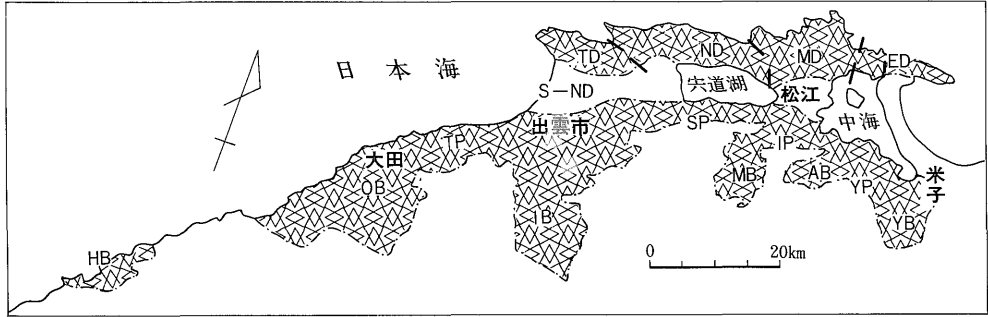 日本海
TD
ND
MD
ED
S-ND
宍道湖
松江
中海
出雲市
SP
IP
大田
TP
OB
MB
AB
YP
米子
IB
YB
HB
0
20km